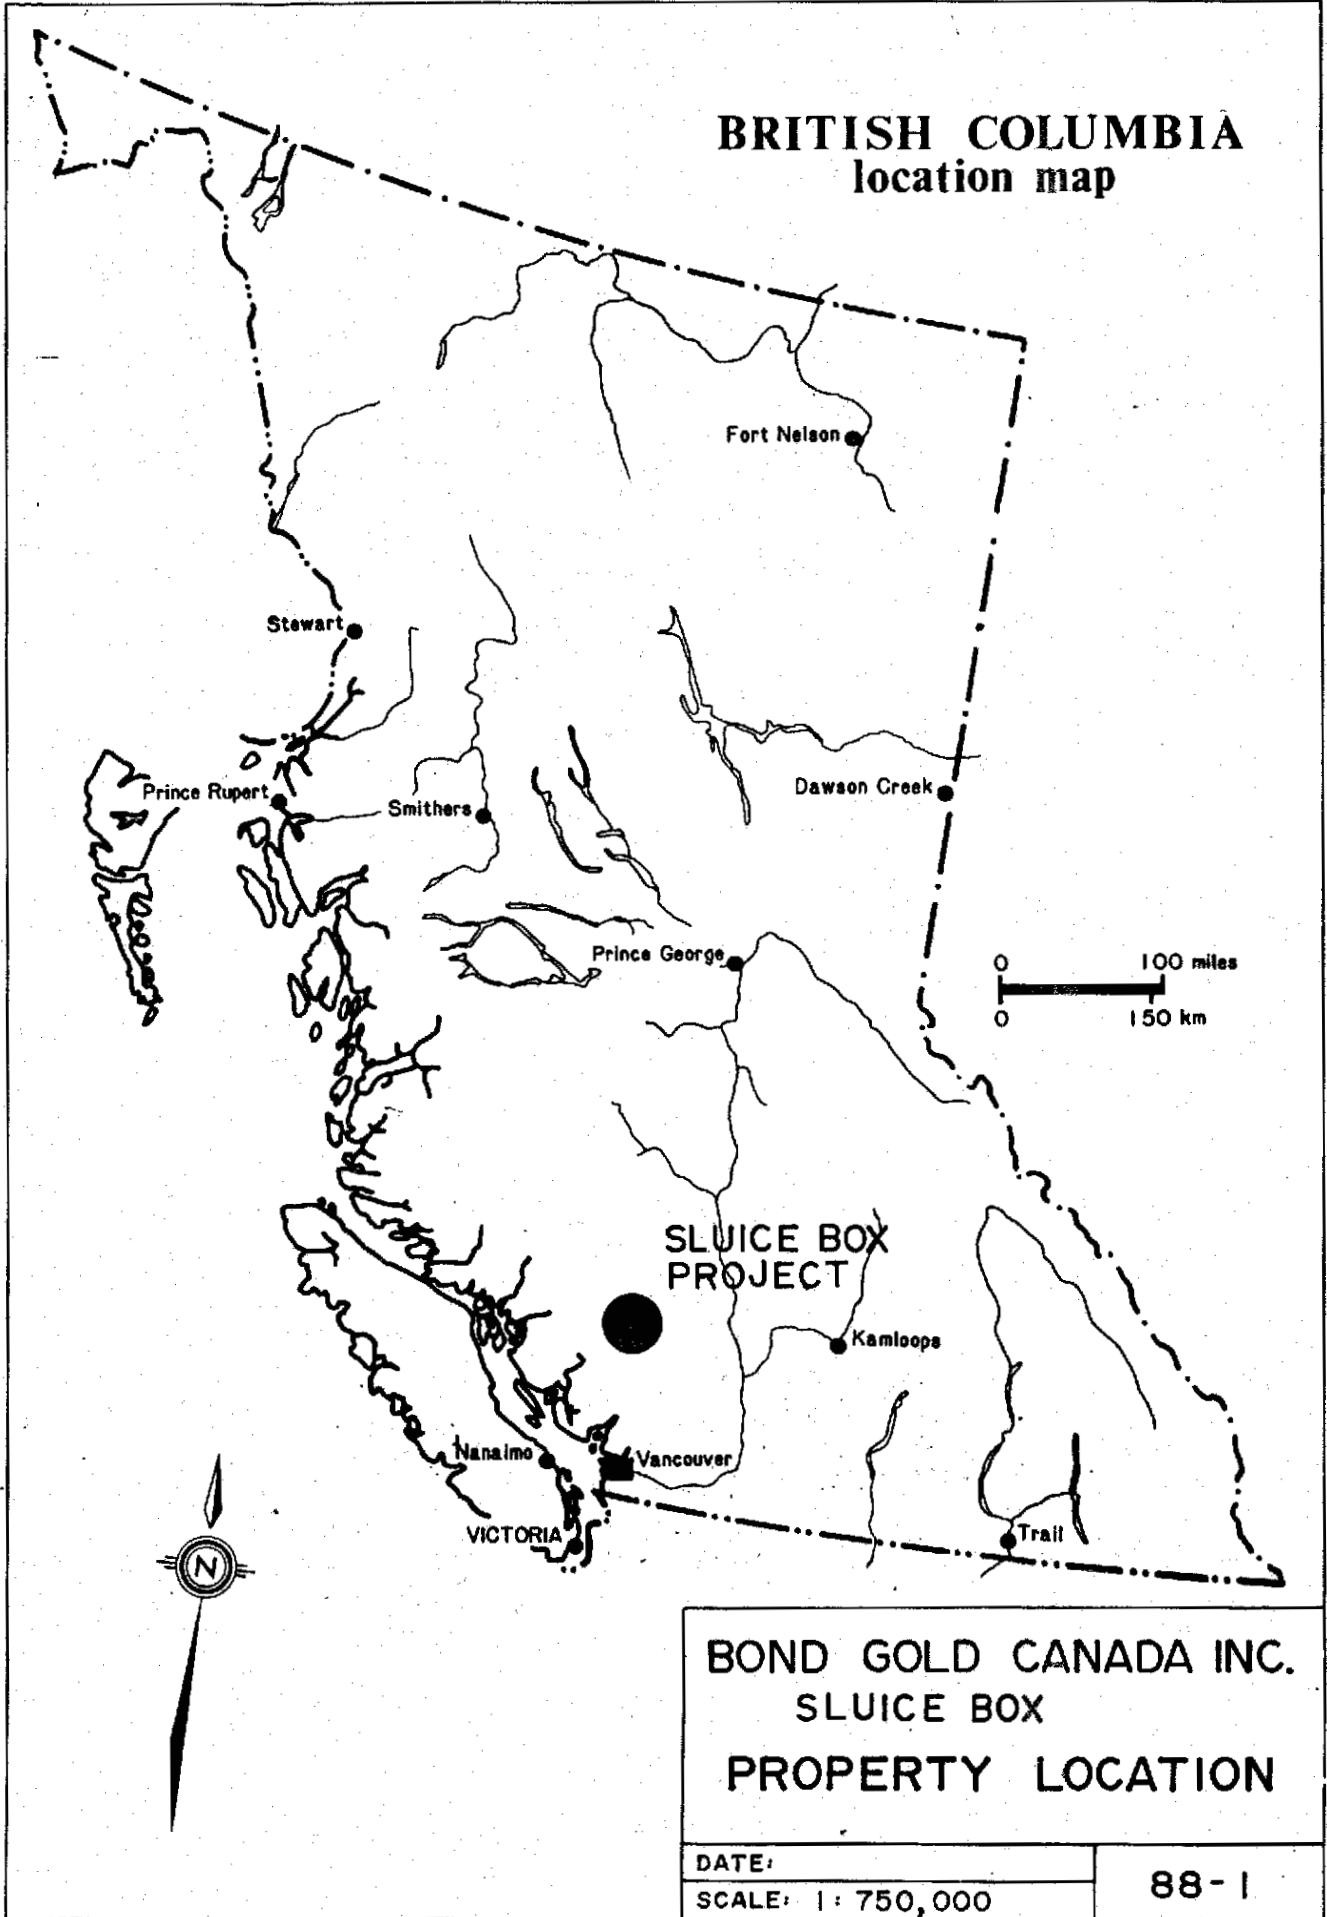 BRITISH COLUMBIA
location map
Fort Nelson
Stewart
Prince Rupert
Smithers
Dawson Creek
Prince George
0 100 miles
0 150 km
SLUICE BOX
PROJECT
Kamloops
Nanaimo
Vancouver
VICTORIA
Trail
N
BOND GOLD CANADA INC.
SLUICE BOX
PROPERTY LOCATION
DATE:
SCALE: 1:750,000
88-1